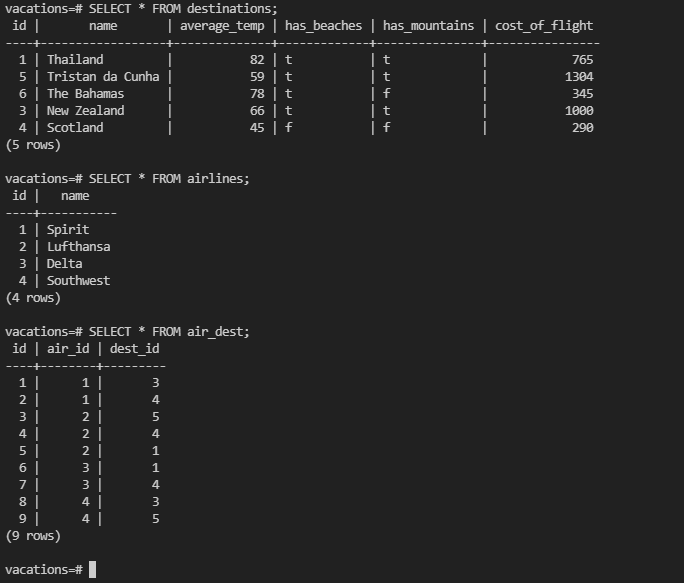 vacations=# SELECT * FROM destinations;
 id |       name       | average_temp | has_beaches | has_mountains | cost_of_flight
----+------------------+--------------+-------------+---------------+----------------
  1 | Thailand         |           82 | t           | t             |            765
  5 | Tristan da Cunha |           59 | t           | t             |           1304
  6 | The Bahamas      |           78 | t           | f             |            345
  3 | New Zealand      |           66 | t           | t             |           1000
  4 | Scotland         |           45 | f           | f             |            290
(5 rows)

vacations=# SELECT * FROM airlines;
 id |   name
----+-----------
  1 | Spirit
  2 | Lufthansa
  3 | Delta
  4 | Southwest
(4 rows)

vacations=# SELECT * FROM air_dest;
 id | air_id | dest_id
----+--------+---------
  1 |      1 |       3
  2 |      1 |       4
  3 |      2 |       5
  4 |      2 |       4
  5 |      2 |       1
  6 |      3 |       1
  7 |      3 |       4
  8 |      4 |       3
  9 |      4 |       5
(9 rows)

vacations=#